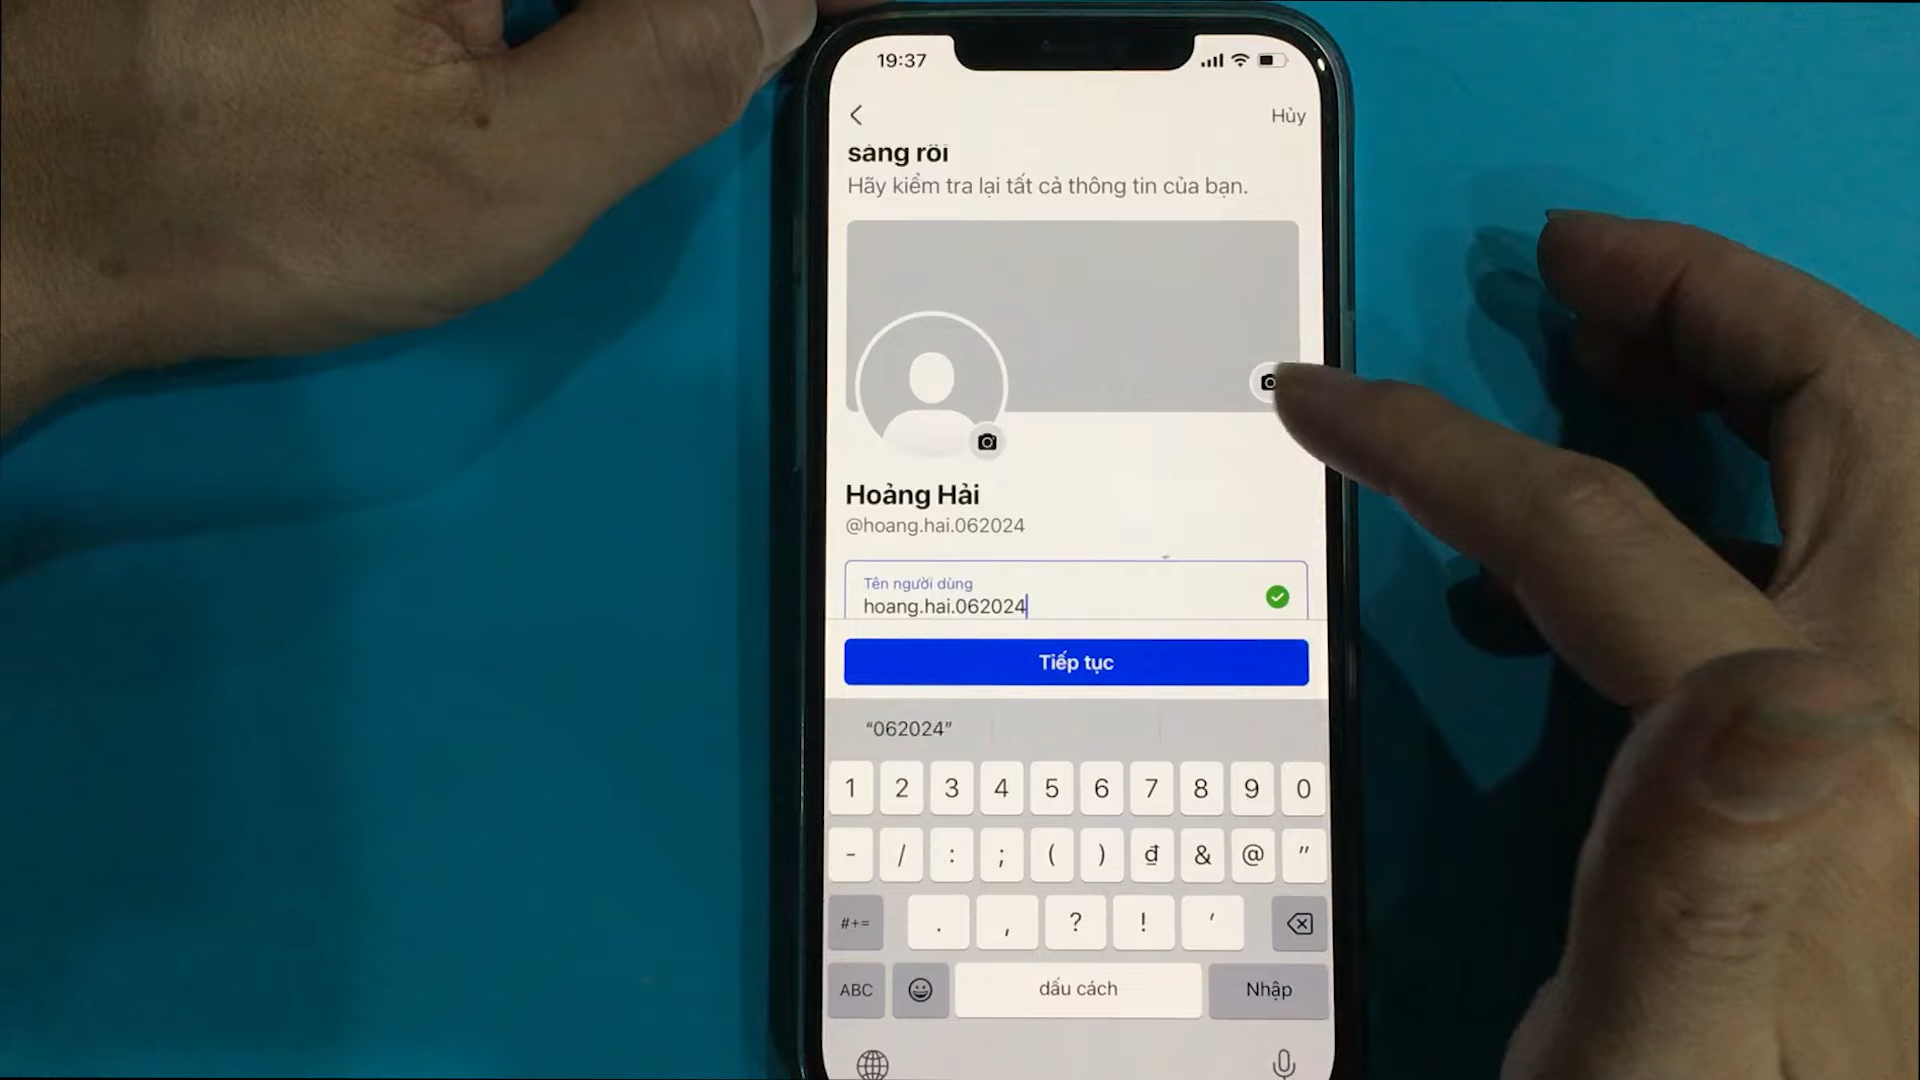 19:37
Hủy
sàng rồi
Hãy kiểm tra lại tất cả thông tin của bạn.
Hoàng Hải
@hoang.hai.062024
Tên người dùng
hoang.hai.062024
Tiếp tục
“062024”
1 2 3 4 5 6 7 8 9 0
- / : ; ( ) đ & @ "
#+= . , ? ! '
ABC dấu cách Nhập